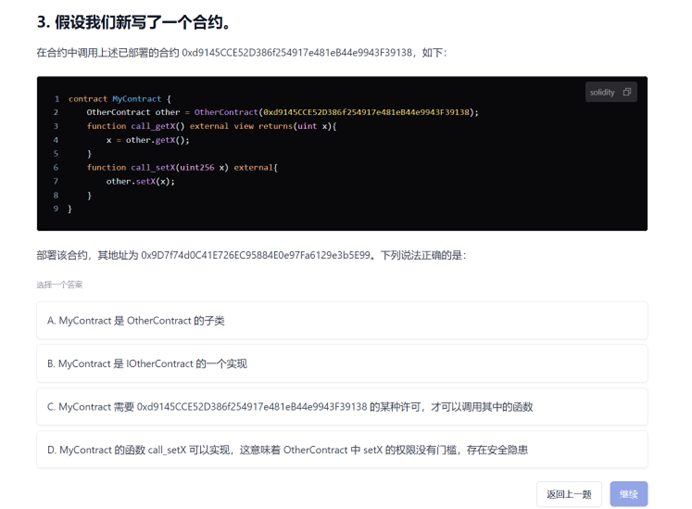 3. 假设我们新写了一个合约。
在合约中调用上述已部署的合约 0xd9145CCE52D386f254917e481eB44e9943F39138，如下：
solidity
1 contract MyContract {
2 OtherContract other = OtherContract(0xd9145CCE52D386f254917e481eB44e9943F39138);
3 function call_getX() external view returns(uint x){
4 x = other.getX();
5 }
6 function call_setX(uint256 x) external{
7 other.setX(x);
8 }
9 }
部署该合约，其地址为 0x9D7f74d0C41E726EC95884E0e97Fa6129e3b5E99。下列说法正确的是：
选择一个答案
A. MyContract 是 OtherContract 的子类
B. MyContract 是 IOtherContract 的一个实现
C. MyContract 需要 0xd9145CCE52D386f254917e481eB44e9943F39138 的某种许可，才可以调用其中的函数
D. MyContract 的函数 call_setX 可以实现，这意味着 OtherContract 中 setX 的权限没有门槛，存在安全隐患
返回上一题
继续